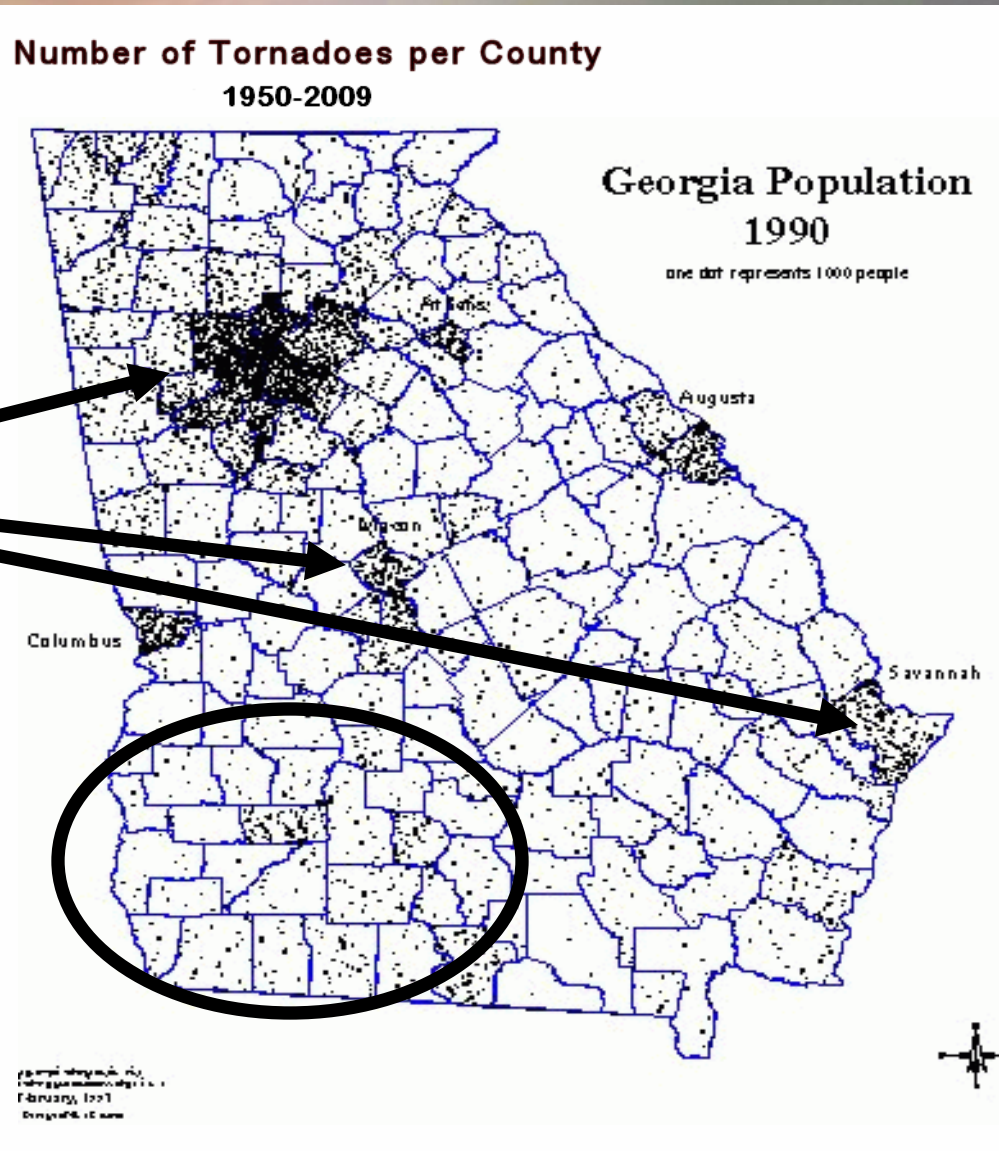 Number of Tornadoes per County
1950-2009
Georgia Population
1990
one dot represents 1000 people
Athens
Augusta
Macon
Columbus
Savannah
February, 1997